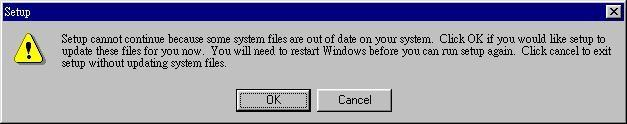 Setup
Setup cannot continue because some system files are out of date on your system.  Click OK if you would like setup to
update these files for you now.  You will need to restart Windows before you can run setup again.  Click cancel to exit
setup without updating system files.
OK
Cancel